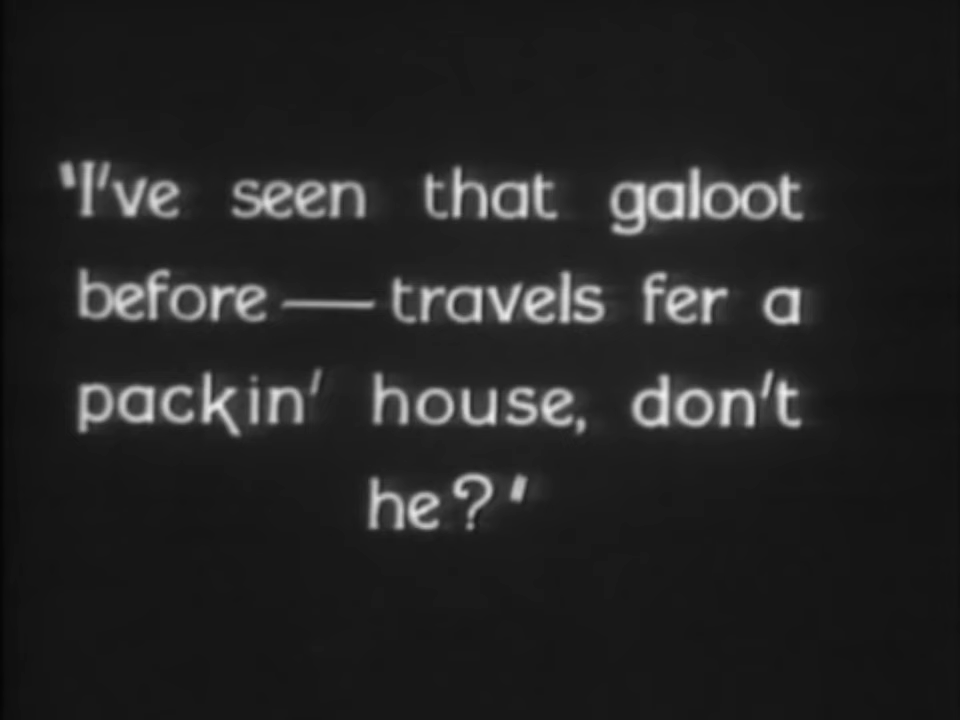 "I've seen that galoot
before — travels fer a
packin' house, don't
he?"